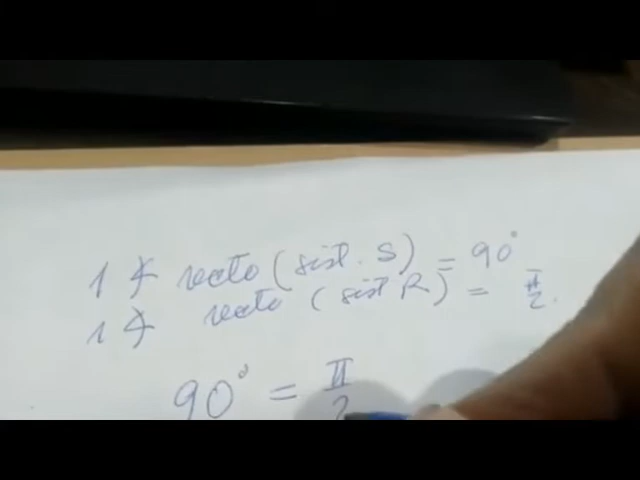 1 ∡ recto (sist. S) = 90°
1 ∡ recto (sist R) = π/2.
90° = π/2